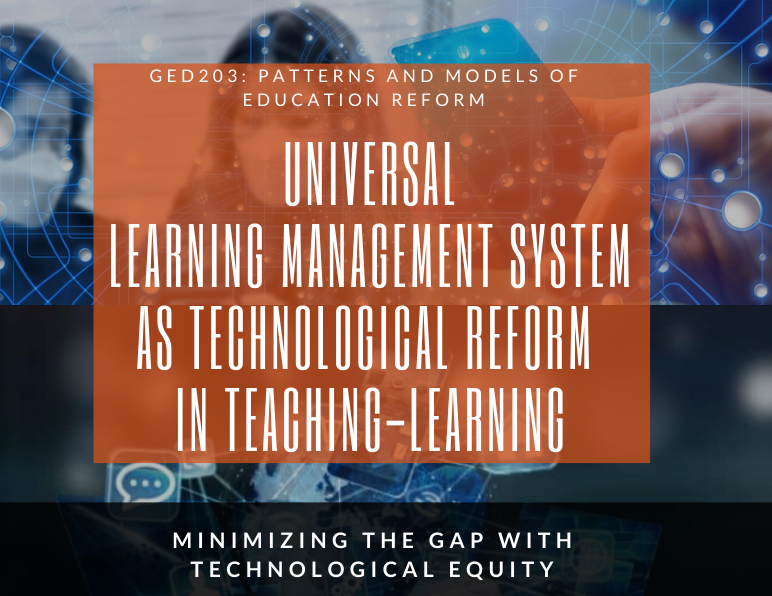 GED203: PATTERNS AND MODELS OF
EDUCATION REFORM
UNIVERSAL
LEARNING MANAGEMENT SYSTEM
AS TECHNOLOGICAL REFORM
IN TEACHING-LEARNING
MINIMIZING THE GAP WITH
TECHNOLOGICAL EQUITY